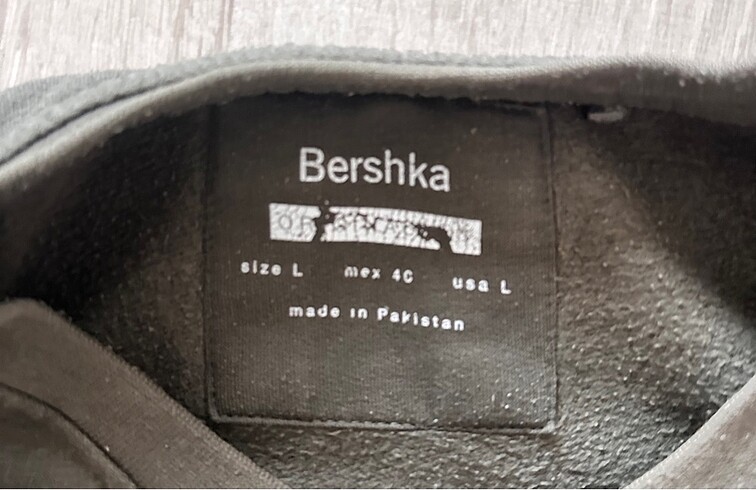 Bershka
size L mex 40 usa L
made in Pakistan